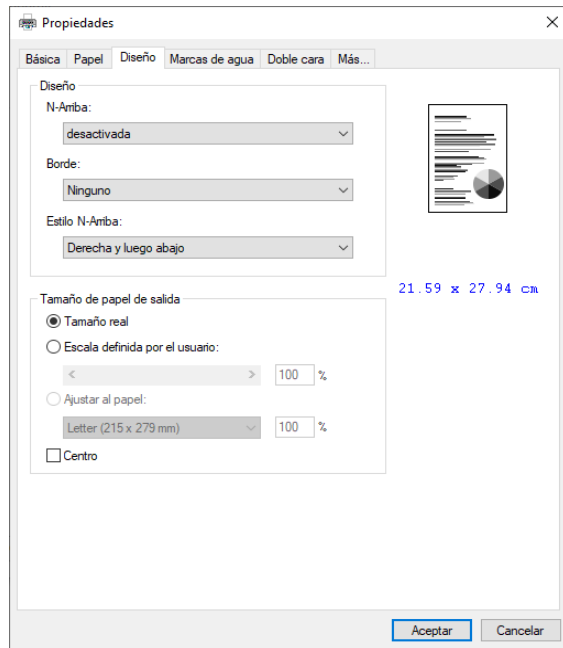 Propiedades
Básica Papel Diseño Marcas de agua Doble cara Más...
Diseño
N-Arriba:
desactivada
Borde:
Ninguno
Estilo N-Arriba:
Derecha y luego abajo
21.59 x 27.94 cm
Tamaño de papel de salida
Tamaño real
Escala definida por el usuario:
100 %
Ajustar al papel:
Letter (215 x 279 mm) 100 %
Centro
Aceptar Cancelar